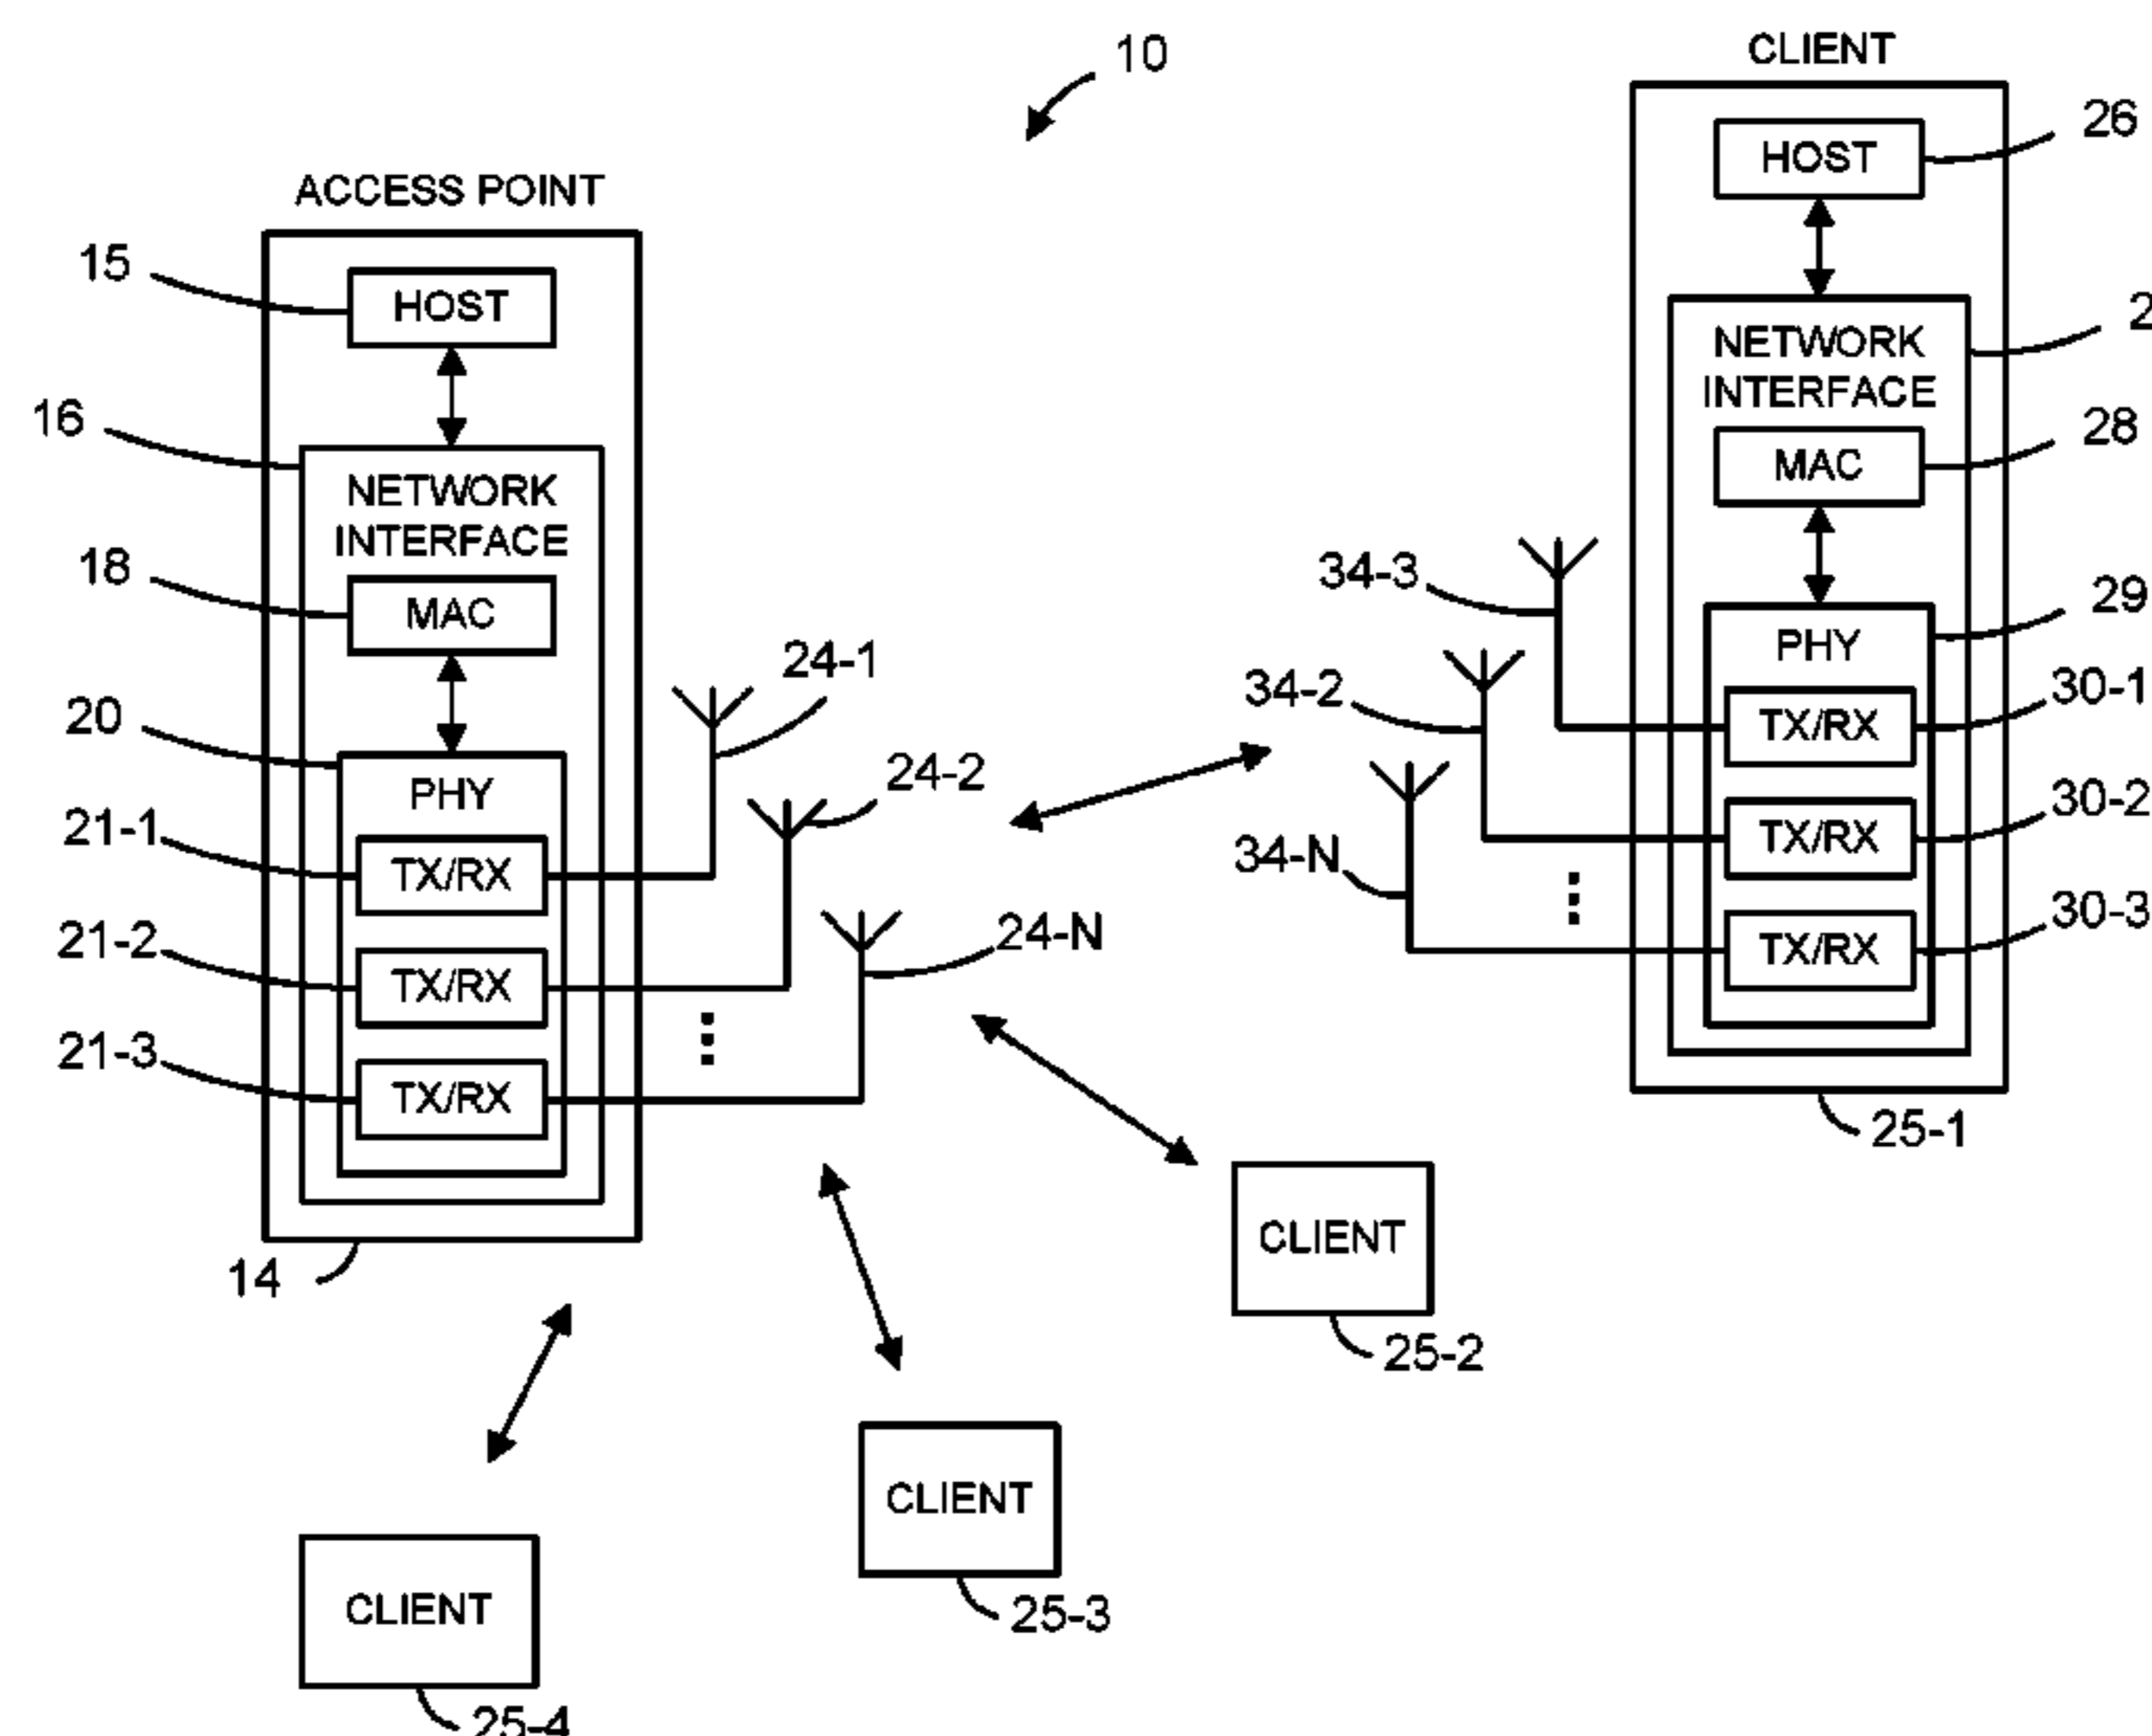 10
ACCESS POINT
15
HOST
16
NETWORK
INTERFACE
18
MAC
20
PHY
21-1
TX/RX
21-2
TX/RX
21-3
TX/RX
14
24-1
24-2
24-N
CLIENT
26
HOST
2
NETWORK
INTERFACE
28
MAC
29
PHY
34-3
30-1
TX/RX
34-2
30-2
TX/RX
34-N
30-3
TX/RX
25-1
CLIENT
25-2
CLIENT
25-3
CLIENT
25-4